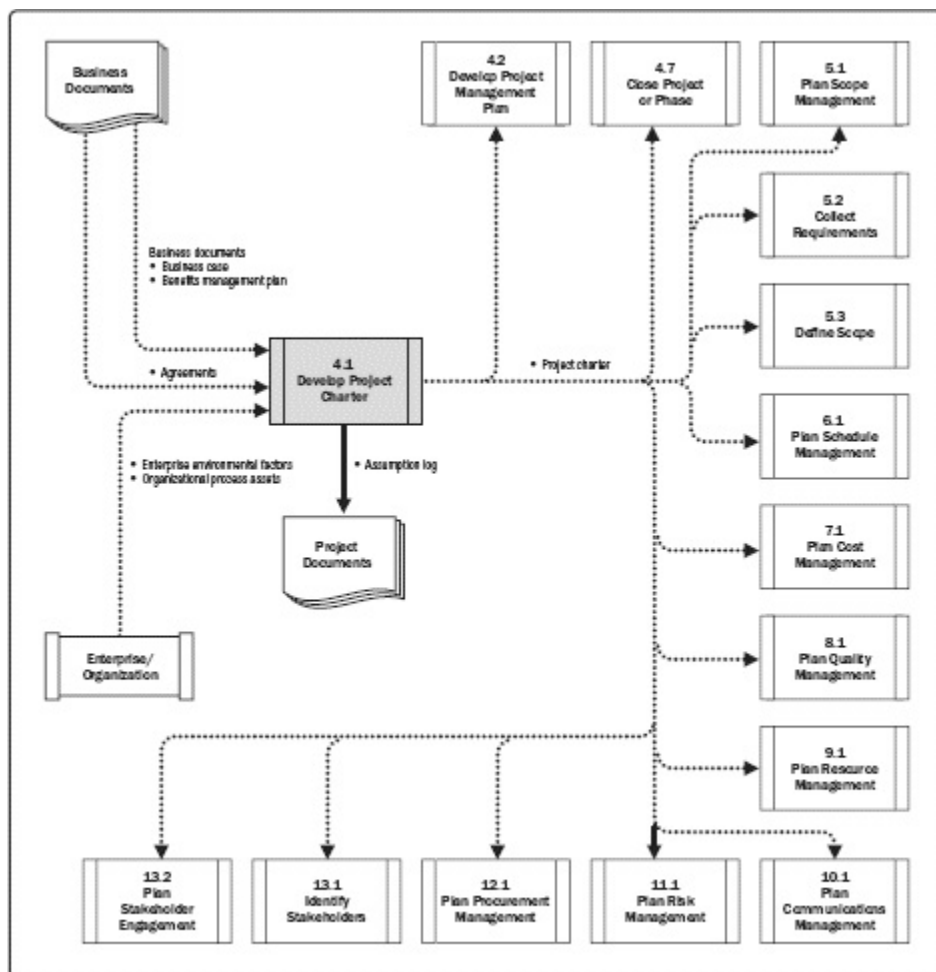 Business
Documents
4.2
Develop Project
Management
Plan
4.7
Close Project
or Phase
5.1
Plan Scope
Management
5.2
Collect
Requirements
Business documents
• Business case
• Benefits management plan
5.3
Define Scope
4.1
Develop Project
Charter
• Agreements
• Project charter
6.1
Plan Schedule
Management
• Enterprise environmental factors
• Organizational process assets
• Assumption log
Project
Documents
7.1
Plan Cost
Management
Enterprise/
Organization
8.1
Plan Quality
Management
9.1
Plan Resource
Management
13.2
Plan
Stakeholder
Engagement
13.1
Identify
Stakeholders
12.1
Plan Procurement
Management
11.1
Plan Risk
Management
10.1
Plan
Communications
Management